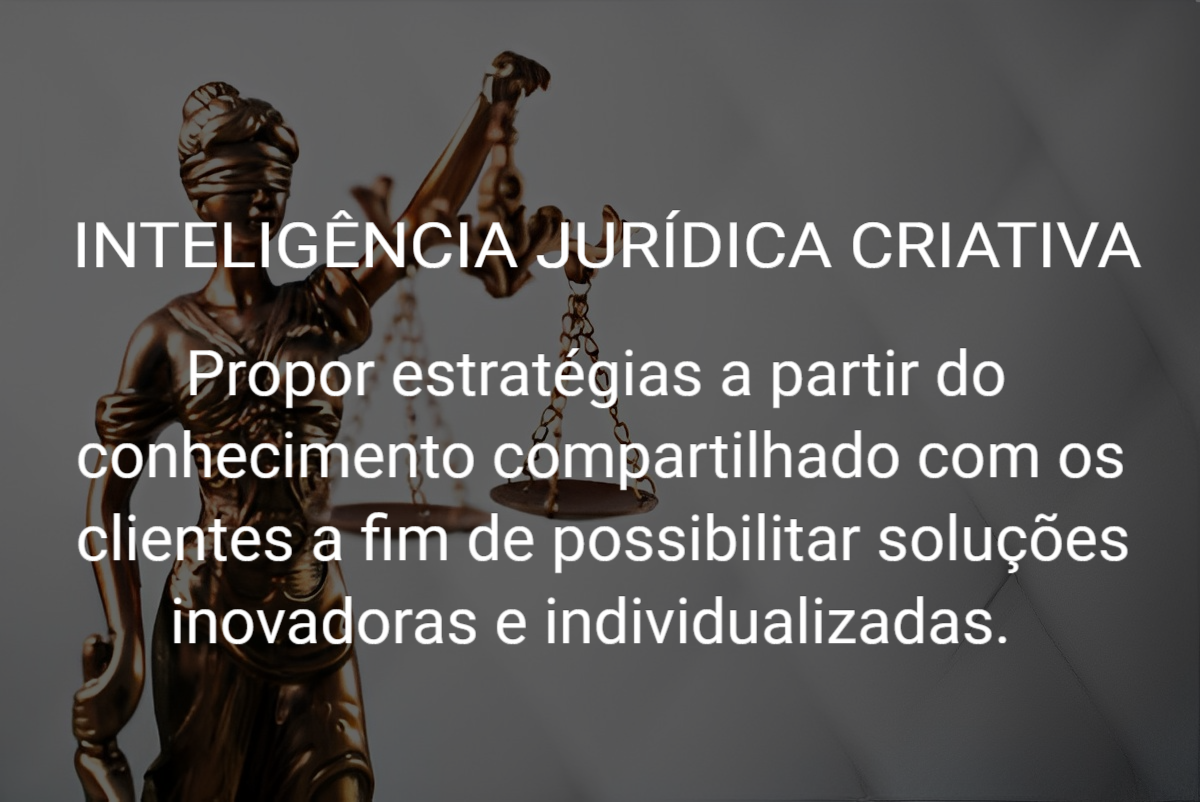 INTELIGÊNCIA JURÍDICA CRIATIVA
Propor estratégias a partir do
conhecimento compartilhado com os
clientes a fim de possibilitar soluções
inovadoras e individualizadas.